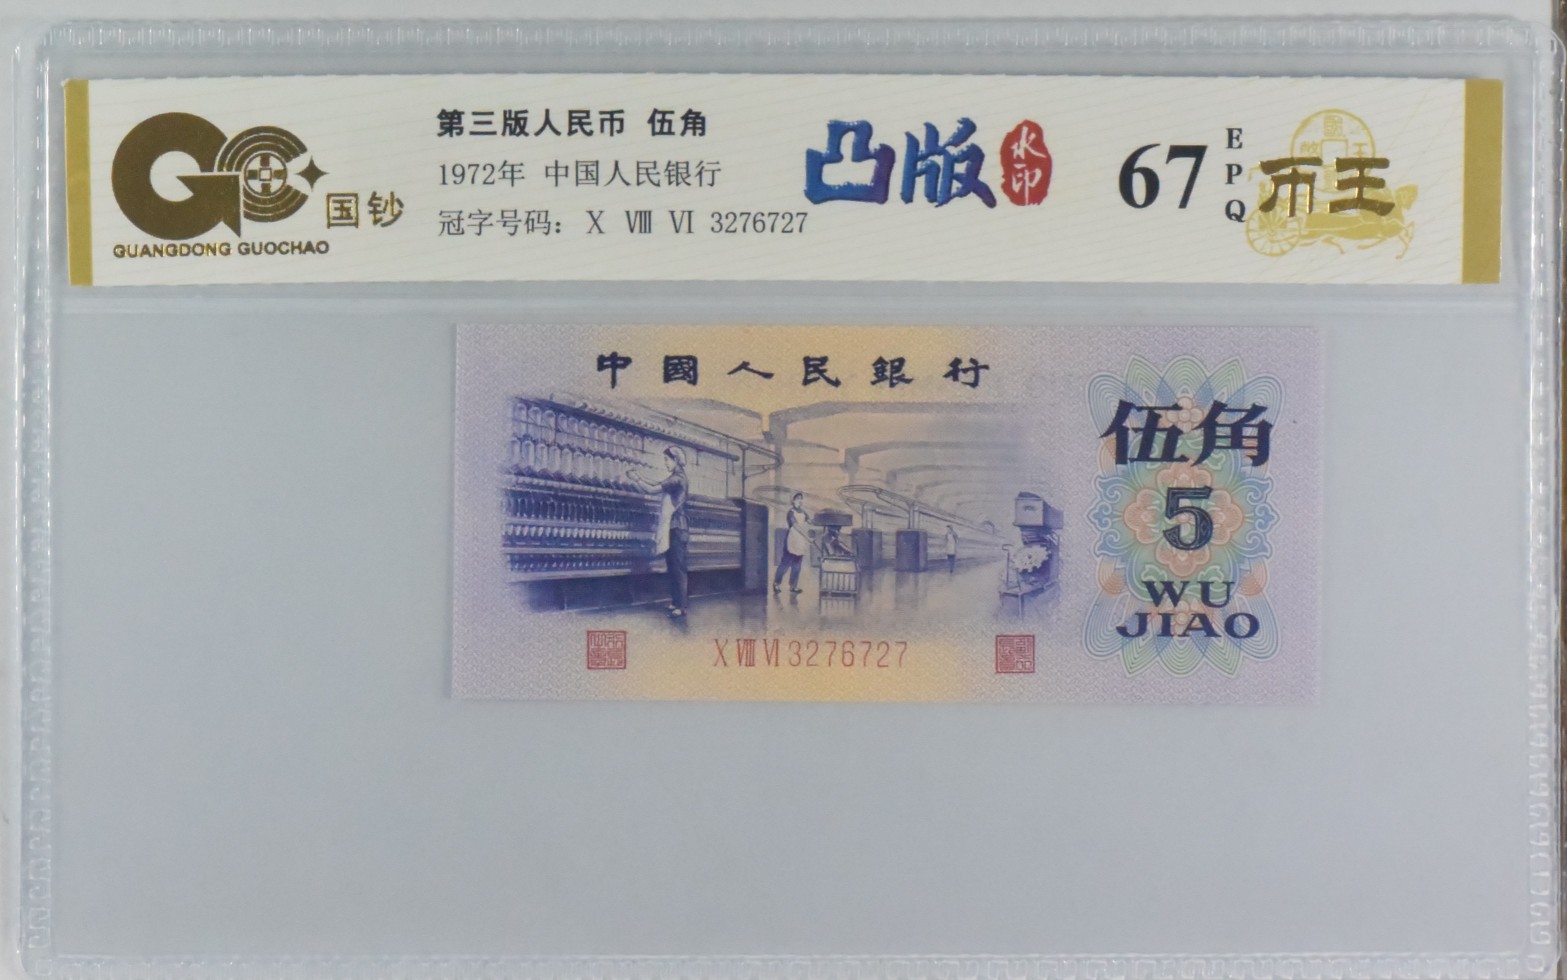 国钞
GUANGDONG GUOCHAO
第三版人民币 伍角
1972年 中国人民银行
冠字号码: X Ⅷ Ⅵ 3276727
凸版
水印
67
EPQ
币王
中國人民銀行
伍角
5
WU
JIAO
X Ⅷ Ⅵ 3276727